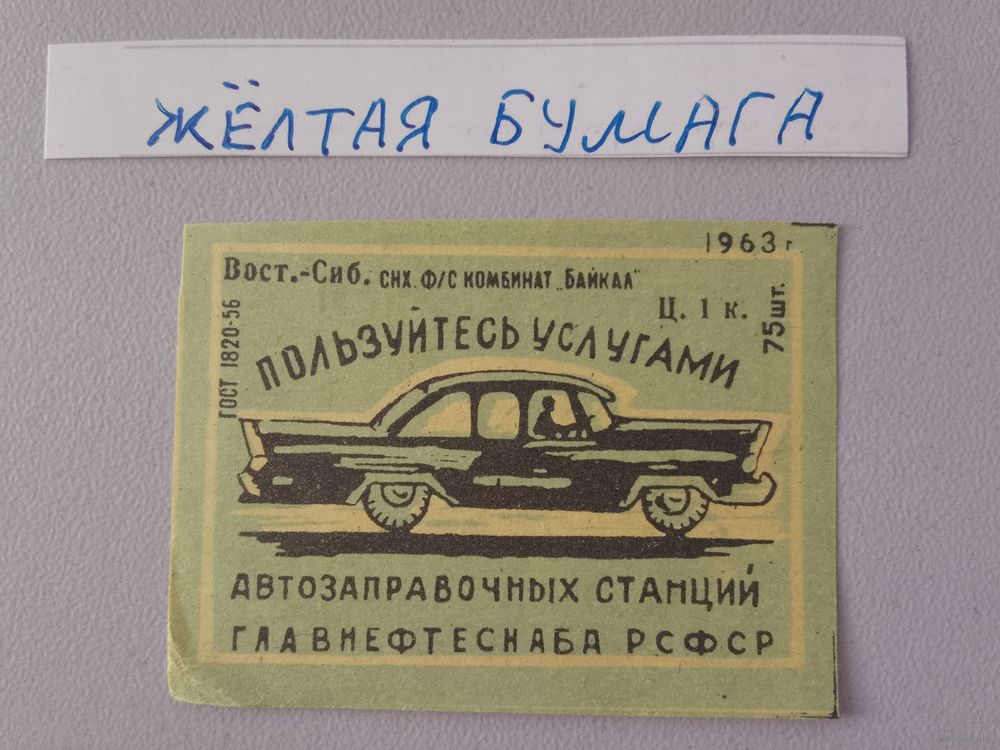 ЖЁЛТАЯ БУМАГА
1963 г.
Вост.-Сиб. СНХ. Ф/С КОМБИНАТ „БАЙКАЛ"
Ц. 1 к.
75 ШТ.
ГОСТ 1820-56
ПОЛЬЗУЙТЕСЬ УСЛУГАМИ
АВТОЗАПРАВОЧНЫХ СТАНЦИЙ
ГЛАВНЕФТЕСНАБА РСФСР